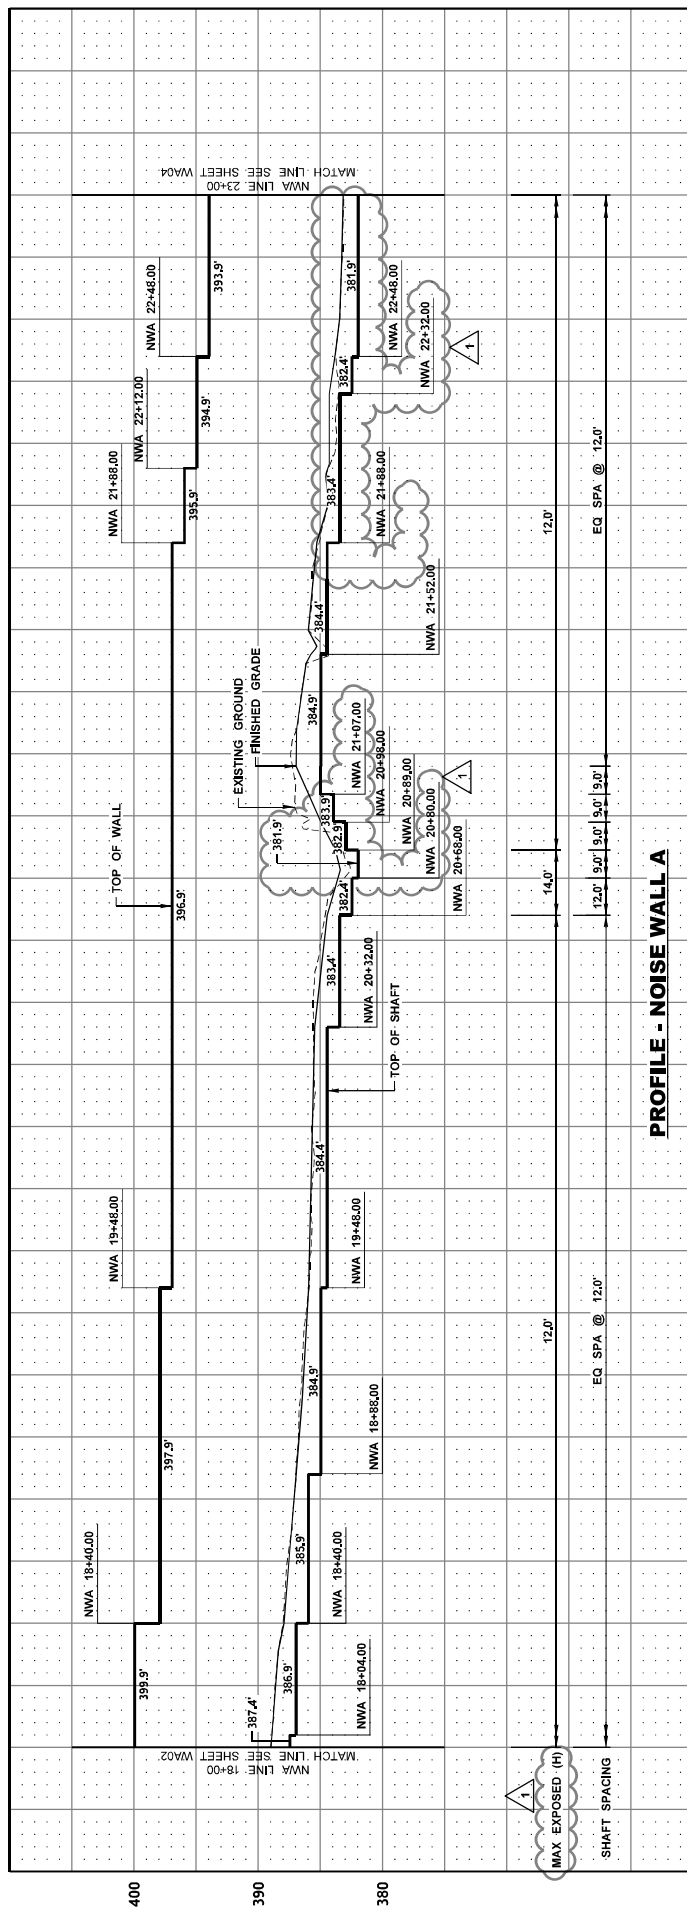 400
390
380
NWA LINE 18+00
MATCH LINE SEE SHEET WA02
399.9'
NWA 18+40.00
397.9'
NWA 19+48.00
TOP OF WALL
396.9'
NWA 21+88.00
395.9'
NWA 22+12.00
394.9'
NWA 22+48.00
393.9'
NWA LINE 23+00
MATCH LINE SEE SHEET WA04
387.4'
386.9'
NWA 18+04.00
385.9'
NWA 18+40.00
384.9'
NWA 18+88.00
384.4'
NWA 19+48.00
TOP OF SHAFT
383.4'
NWA 20+32.00
382.4'
NWA 20+68.00
381.9'
NWA 20+80.00
382.9'
NWA 20+89.00
383.9'
NWA 20+98.00
NWA 21+07.00
1
EXISTING GROUND
FINISHED GRADE
384.9'
NWA 21+52.00
384.4'
NWA 21+88.00
383.4'
NWA 22+32.00
382.4'
NWA 22+48.00
381.9'
1
1
MAX EXPOSED (H)
12.0'
14.0'
12.0'
SHAFT SPACING
EQ SPA @ 12.0'
12.0'
9.0'
9.0'
9.0'
9.0'
EQ SPA @ 12.0'
PROFILE - NOISE WALL A